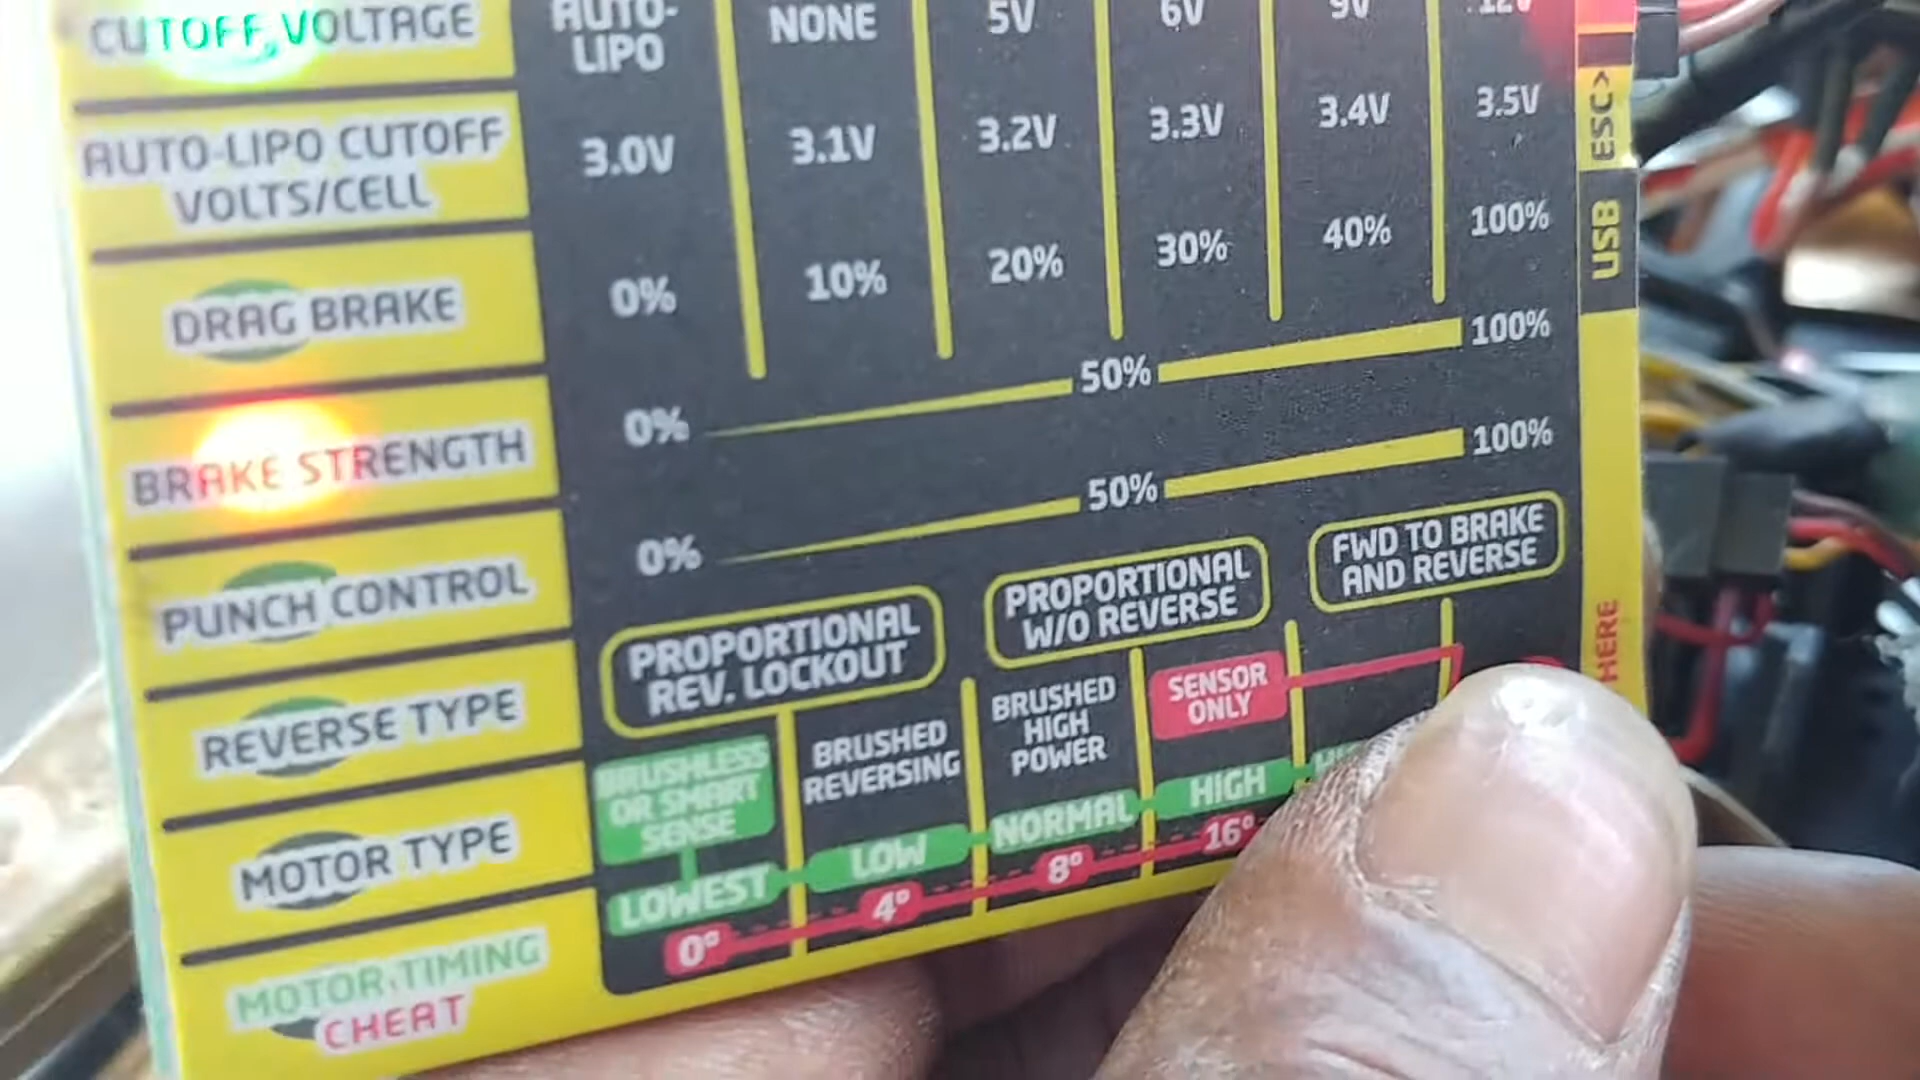 CUTOFF VOLTAGE
AUTO-
LIPO
NONE
5V
6V
9V
12V
AUTO-LIPO CUTOFF
VOLTS/CELL
3.0V
3.1V
3.2V
3.3V
3.4V
3.5V
DRAG BRAKE
0%
10%
20%
30%
40%
100%
BRAKE STRENGTH
0%
50%
100%
PUNCH CONTROL
0%
50%
100%
REVERSE TYPE
PROPORTIONAL
REV. LOCKOUT
PROPORTIONAL
W/O REVERSE
FWD TO BRAKE
AND REVERSE
MOTOR TYPE
BRUSHLESS
OR SMART
SENSE
BRUSHED
REVERSING
BRUSHED
HIGH
POWER
SENSOR
ONLY
MOTOR TIMING
CHEAT
LOWEST
LOW
NORMAL
HIGH
0°
4°
8°
16°
ESC>
USB
HERE